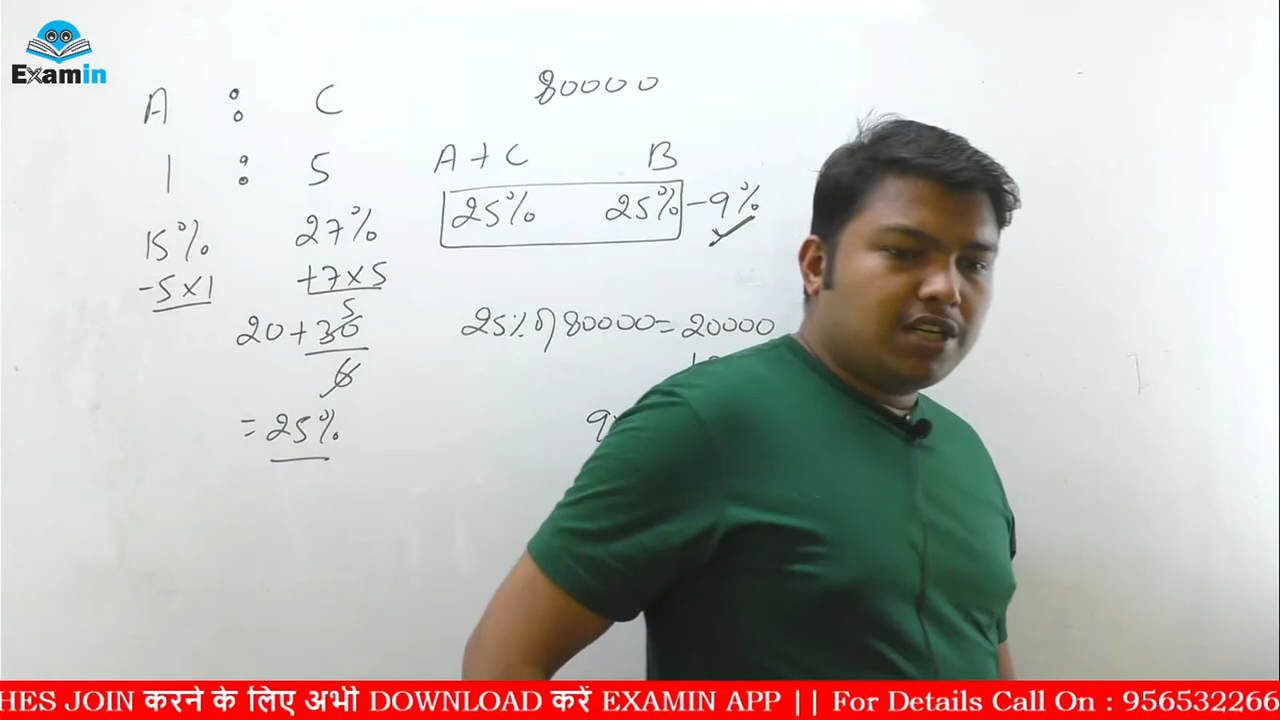 Examin
80000
A : C
A + C B
1 : 5
25% 25% -9%
15% 27%
-5×1 +7×5
20 + 30 5
6
25% of 80000 = 20000
= 25%
HES JOIN करने के लिए अभी DOWNLOAD करें EXAMIN APP || For Details Call On : 956532266